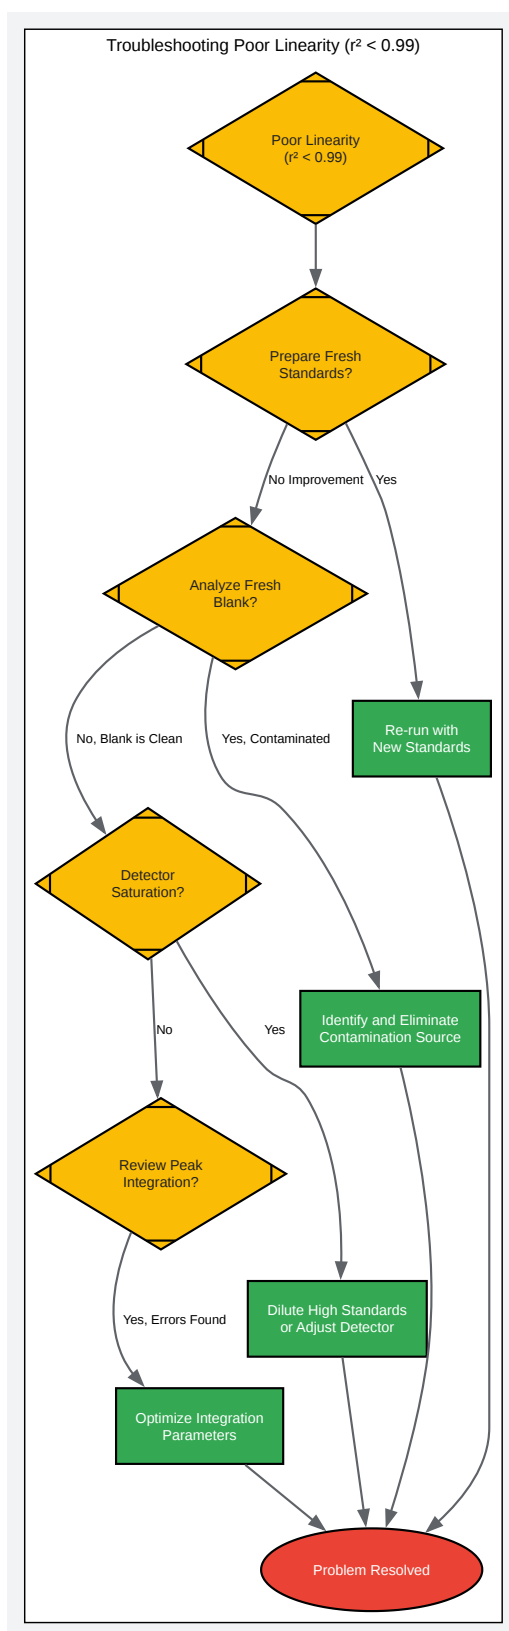 Troubleshooting Poor Linearity (r² < 0.99)
Poor Linearity
(r² < 0.99)
Prepare Fresh
Standards?
No Improvement
Yes
Analyze Fresh
Blank?
Re-run with
New Standards
No, Blank is Clean
Yes, Contaminated
Detector
Saturation?
Identify and Eliminate
Contamination Source
No
Yes
Review Peak
Integration?
Dilute High Standards
or Adjust Detector
Yes, Errors Found
Optimize Integration
Parameters
Problem Resolved